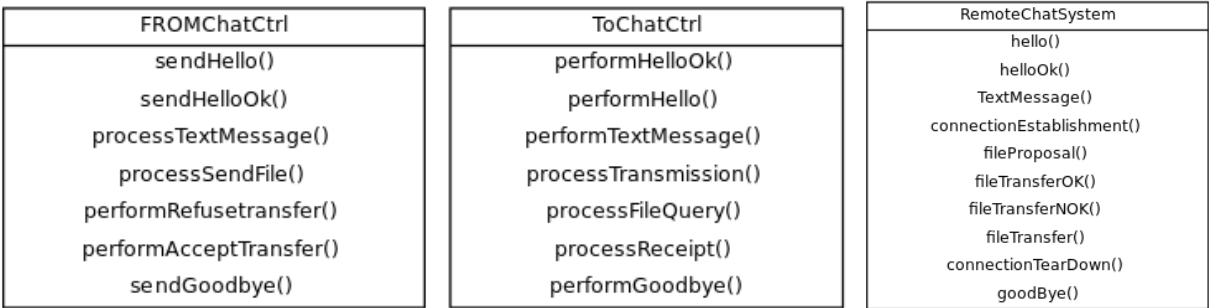 FROMChatCtrl
sendHello()
sendHelloOk()
processTextMessage()
processSendFile()
performRefusetransfer()
performAcceptTransfer()
sendGoodbye()
ToChatCtrl
performHelloOk()
performHello()
performTextMessage()
processTransmission()
processFileQuery()
processReceipt()
performGoodbye()
RemoteChatSystem
hello()
helloOk()
TextMessage()
connectionEstablishment()
fileProposal()
fileTransferOK()
fileTransferNOK()
fileTransfer()
connectionTearDown()
goodBye()